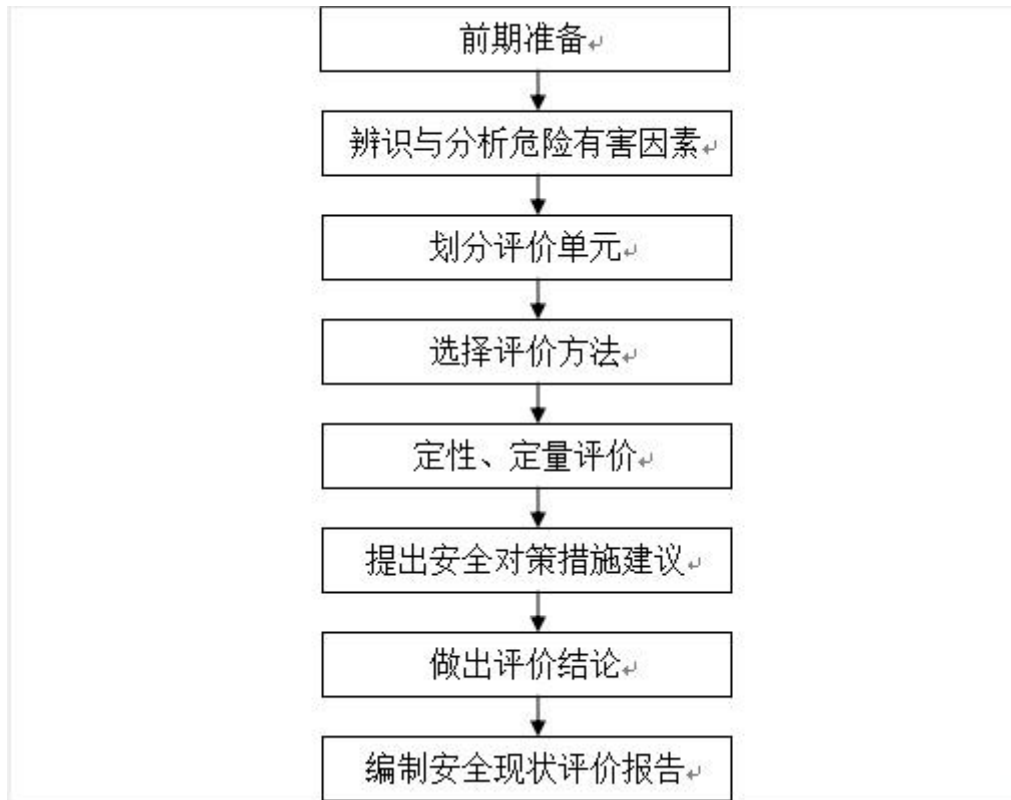 前期准备
辨识与分析危险有害因素
划分评价单元
选择评价方法
定性、定量评价
提出安全对策措施建议
做出评价结论
编制安全现状评价报告